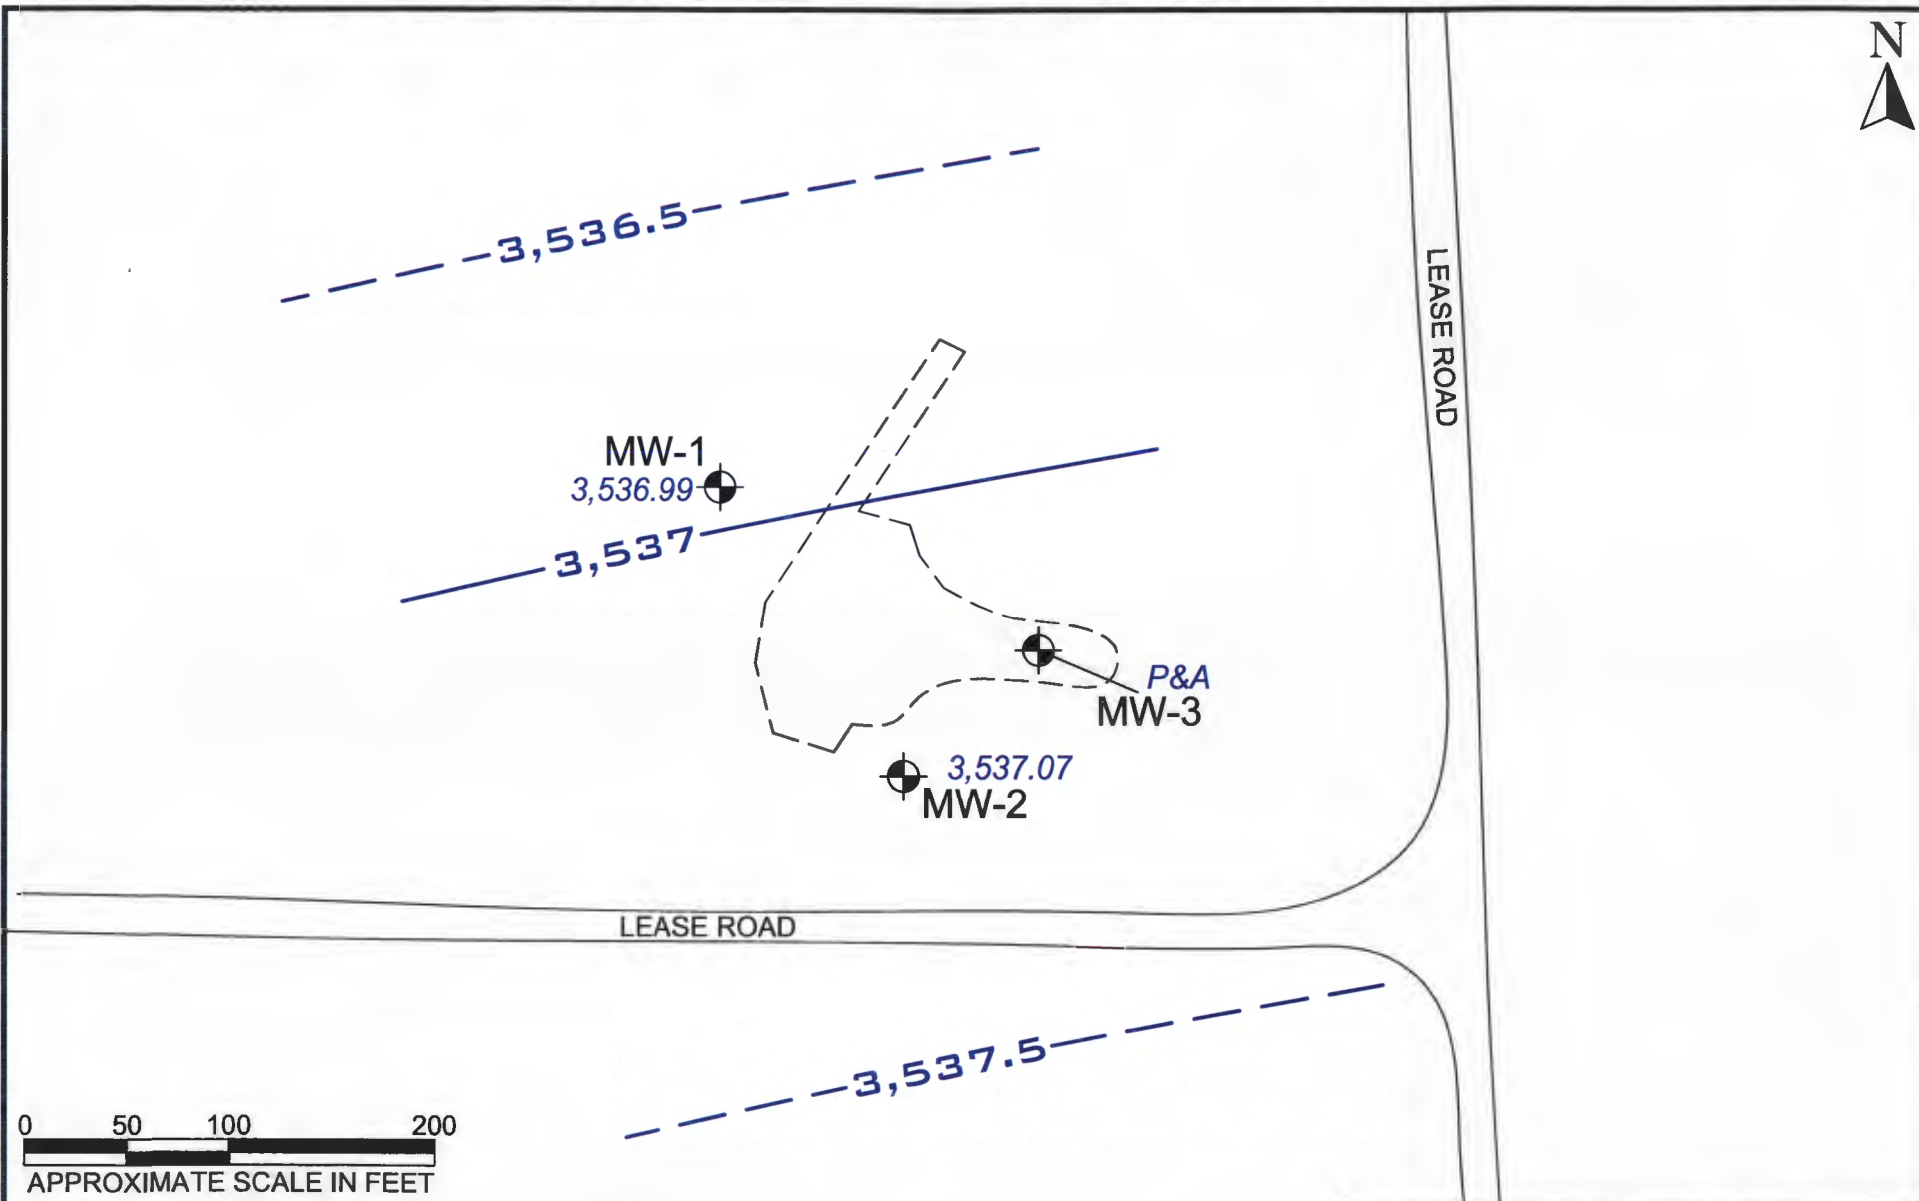 N
3,536.5
LEASE ROAD
MW-1
3,536.99
3,537
P&A
MW-3
3,537.07
MW-2
LEASE ROAD
3,537.5
0 50 100 200
APPROXIMATE SCALE IN FEET